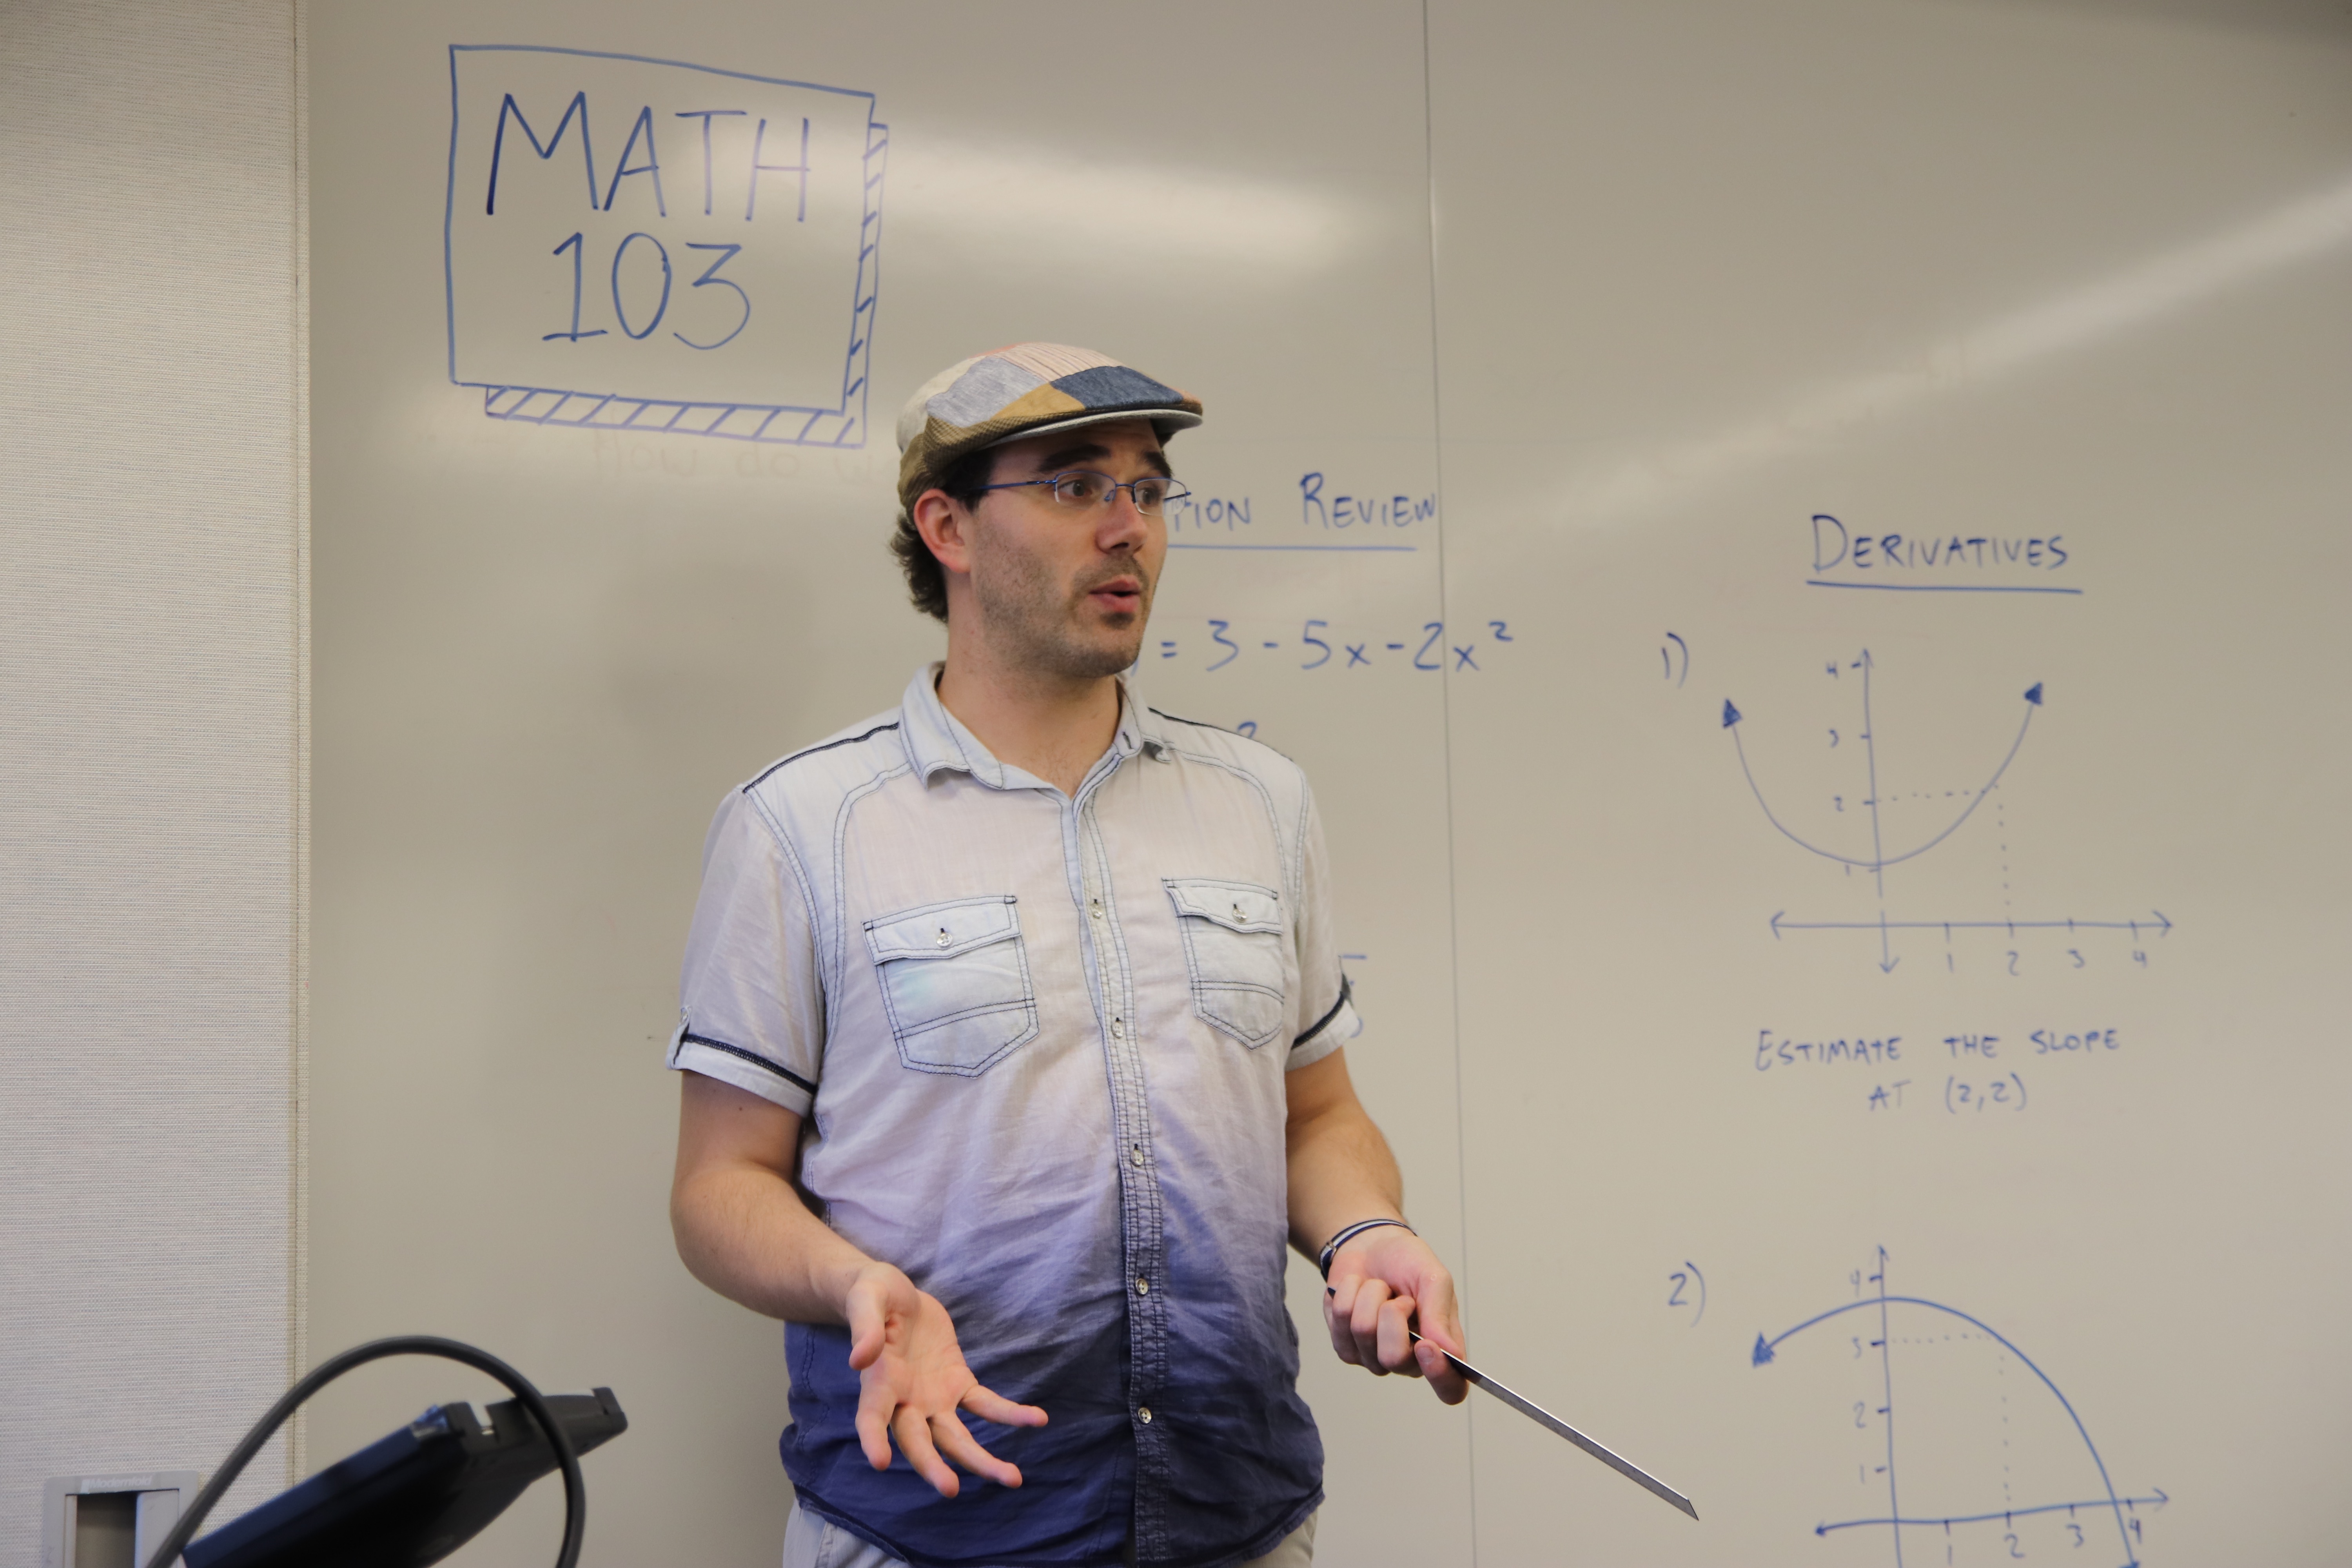 MATH
103
TION REVIEW
= 3 - 5x - 2x²
2
DERIVATIVES
1)
4
3
2
1
1 2 3 4
ESTIMATE THE SLOPE
AT (2,2)
2)
4
3
2
1
1 2 3 4